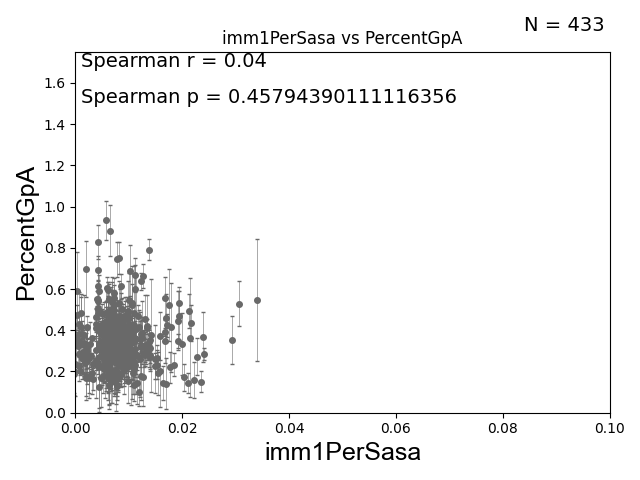 N = 433
imm1PerSasa vs PercentGpA
Spearman r = 0.04
Spearman p = 0.45794390111116356
PercentGpA
1.6
1.4
1.2
1.0
0.8
0.6
0.4
0.2
0.0
0.00 0.02 0.04 0.06 0.08 0.10
imm1PerSasa